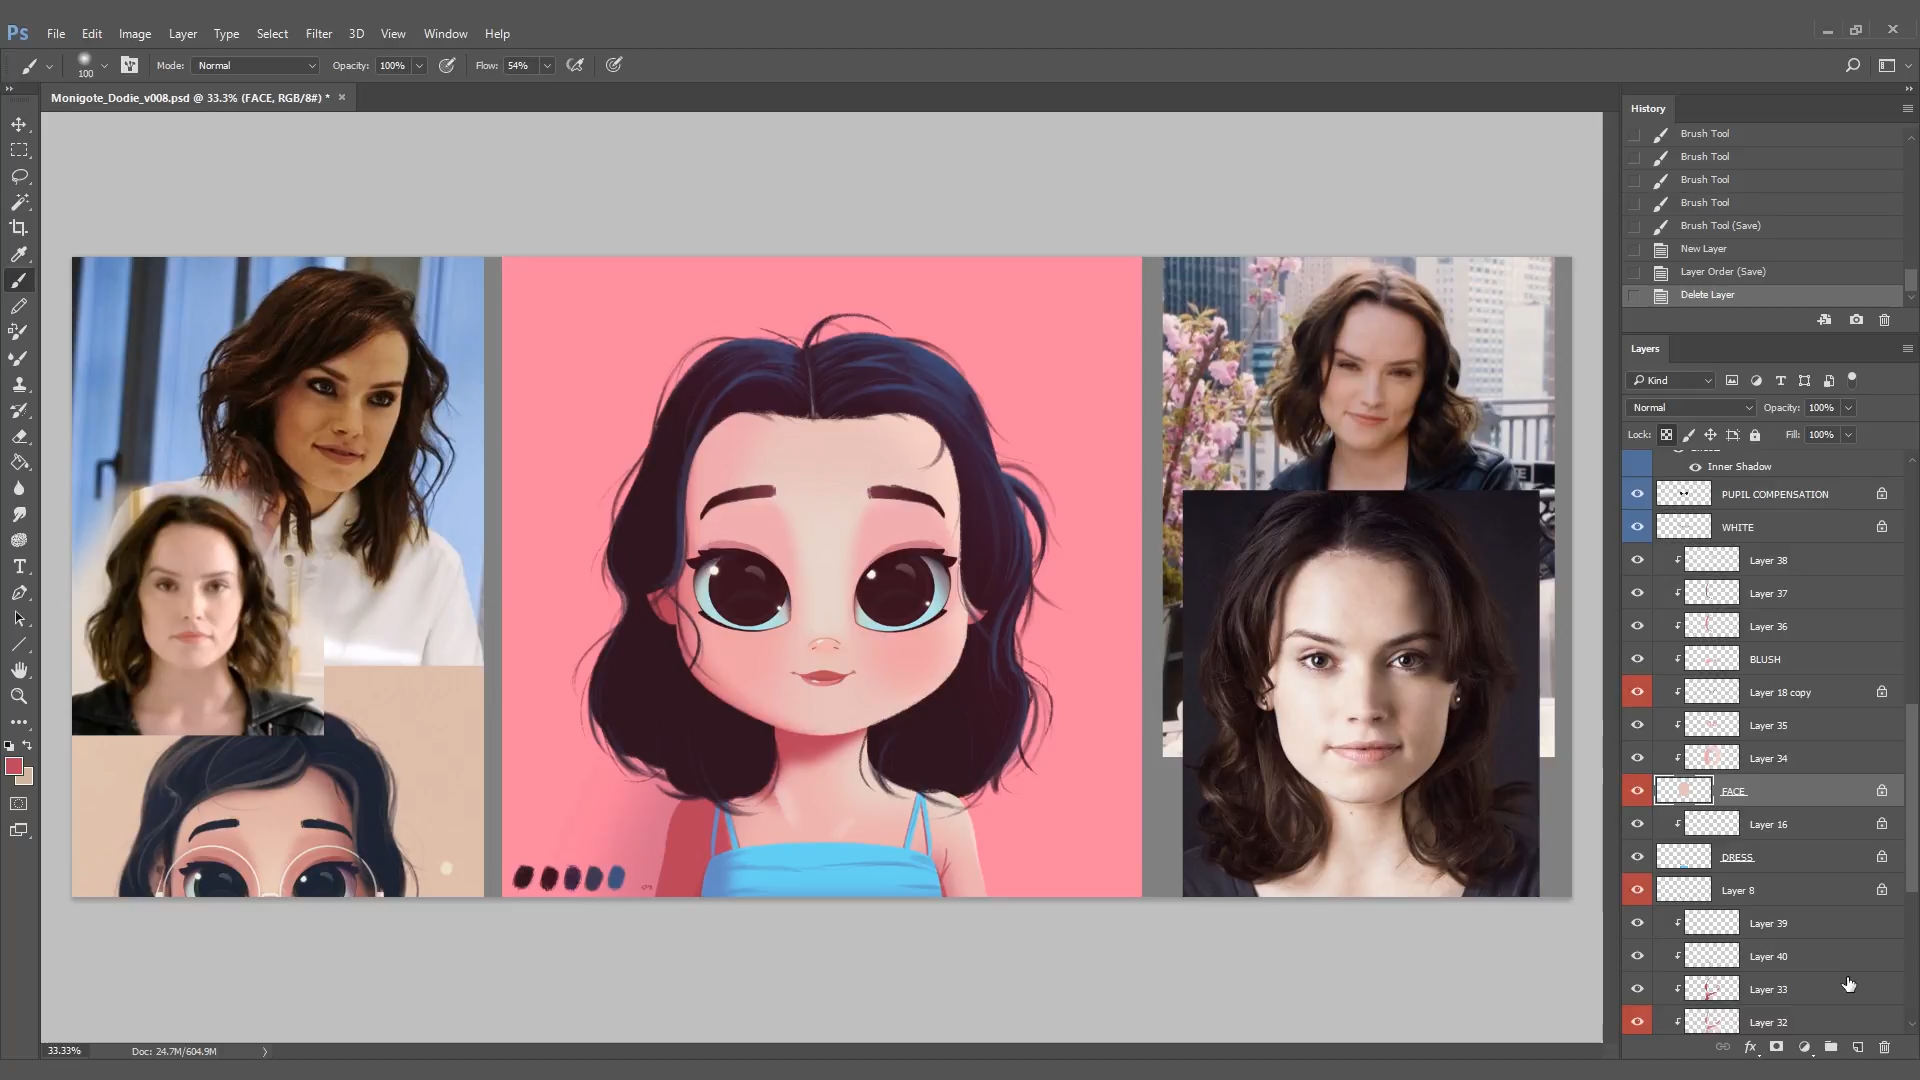 Ps File Edit Image Layer Type Select Filter 3D View Window Help
100 Mode: Normal Opacity: 100% Flow: 54%
Monigote_Dodie_v008.psd @ 33.3% (FACE, RGB/8#) *
History
Brush Tool
Brush Tool
Brush Tool
Brush Tool
Brush Tool (Save)
New Layer
Layer Order (Save)
Delete Layer
Layers
Kind
Normal Opacity: 100%
Lock: Fill: 100%
Inner Shadow
PUPIL COMPENSATION
WHITE
Layer 38
Layer 37
Layer 36
BLUSH
Layer 18 copy
Layer 35
Layer 34
FACE
Layer 16
DRESS
Layer 8
Layer 39
Layer 40
Layer 33
Layer 32
33.33% Doc: 24.7M/604.9M